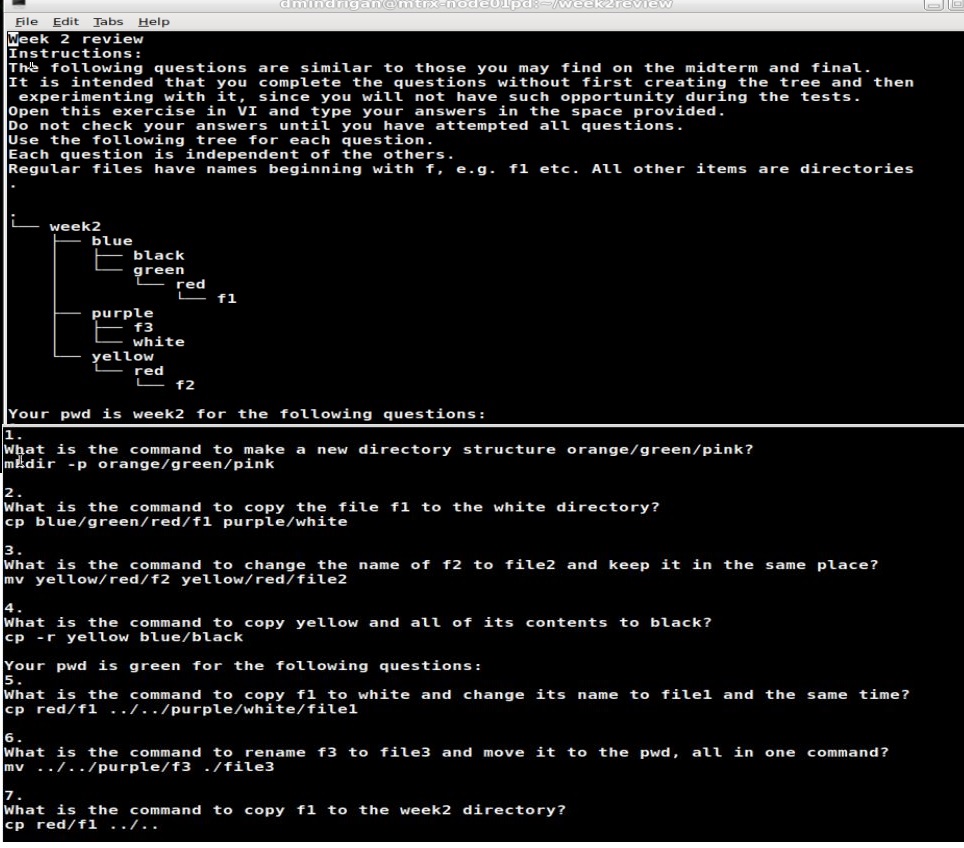 dmindrigan@mtrx-node01pd:~/week2review
File Edit Tabs Help
Week 2 review
Instructions:
The following questions are similar to those you may find on the midterm and final.
It is intended that you complete the questions without first creating the tree and then
 experimenting with it, since you will not have such opportunity during the tests.
Open this exercise in VI and type your answers in the space provided.
Do not check your answers until you have attempted all questions.
Use the following tree for each question.
Each question is independent of the others.
Regular files have names beginning with f, e.g. f1 etc. All other items are directories
.
.
└── week2
    ├── blue
    │   ├── black
    │   └── green
    │       └── red
    │           └── f1
    ├── purple
    │   ├── f3
    │   └── white
    └── yellow
        └── red
            └── f2
Your pwd is week2 for the following questions:
1.
What is the command to make a new directory structure orange/green/pink?
mkdir -p orange/green/pink
2.
What is the command to copy the file f1 to the white directory?
cp blue/green/red/f1 purple/white
3.
What is the command to change the name of f2 to file2 and keep it in the same place?
mv yellow/red/f2 yellow/red/file2
4.
What is the command to copy yellow and all of its contents to black?
cp -r yellow blue/black
Your pwd is green for the following questions:
5.
What is the command to copy f1 to white and change its name to file1 and the same time?
cp red/f1 ../../purple/white/file1
6.
What is the command to rename f3 to file3 and move it to the pwd, all in one command?
mv ../../purple/f3 ./file3
7.
What is the command to copy f1 to the week2 directory?
cp red/f1 ../..